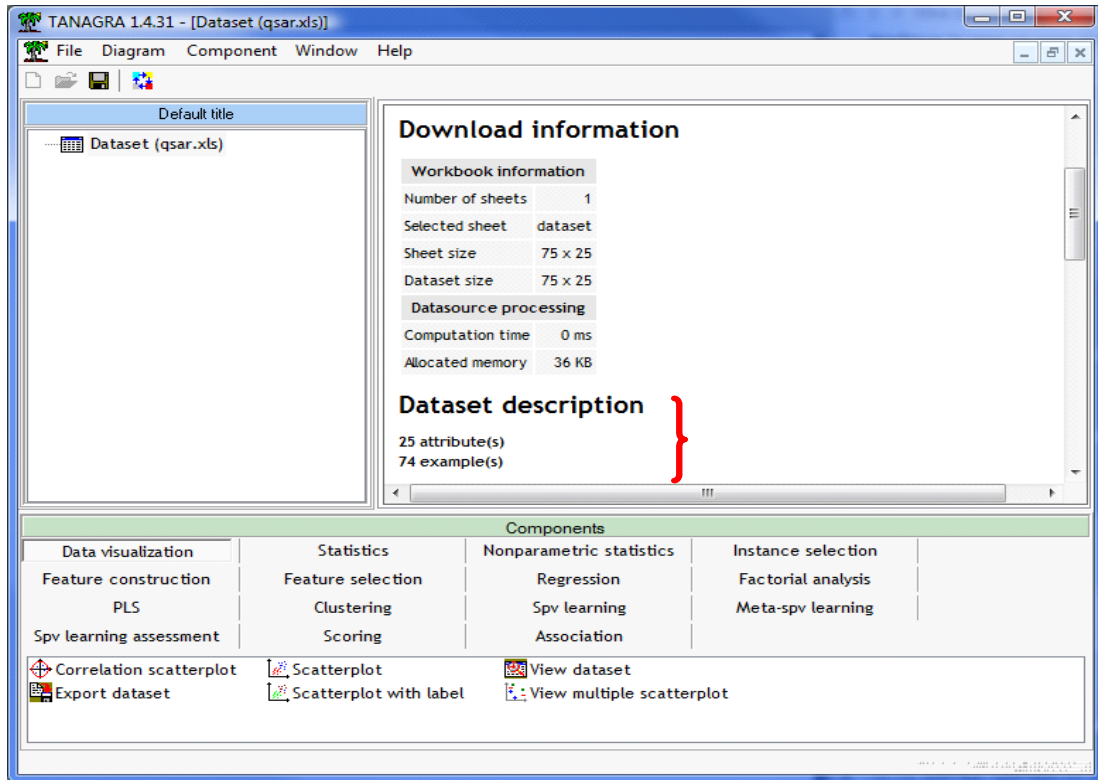 TANAGRA 1.4.31 - [Dataset (qsar.xls)]
File Diagram Component Window Help
Default title
Dataset (qsar.xls)
Download information
Workbook information
Number of sheets 1
Selected sheet dataset
Sheet size 75 x 25
Dataset size 75 x 25
Datasource processing
Computation time 0 ms
Allocated memory 36 KB
Dataset description
25 attribute(s)
74 example(s)
Components
Data visualization Statistics Nonparametric statistics Instance selection
Feature construction Feature selection Regression Factorial analysis
PLS Clustering Spv learning Meta-spv learning
Spv learning assessment Scoring Association
Correlation scatterplot Scatterplot View dataset
Export dataset Scatterplot with label View multiple scatterplot